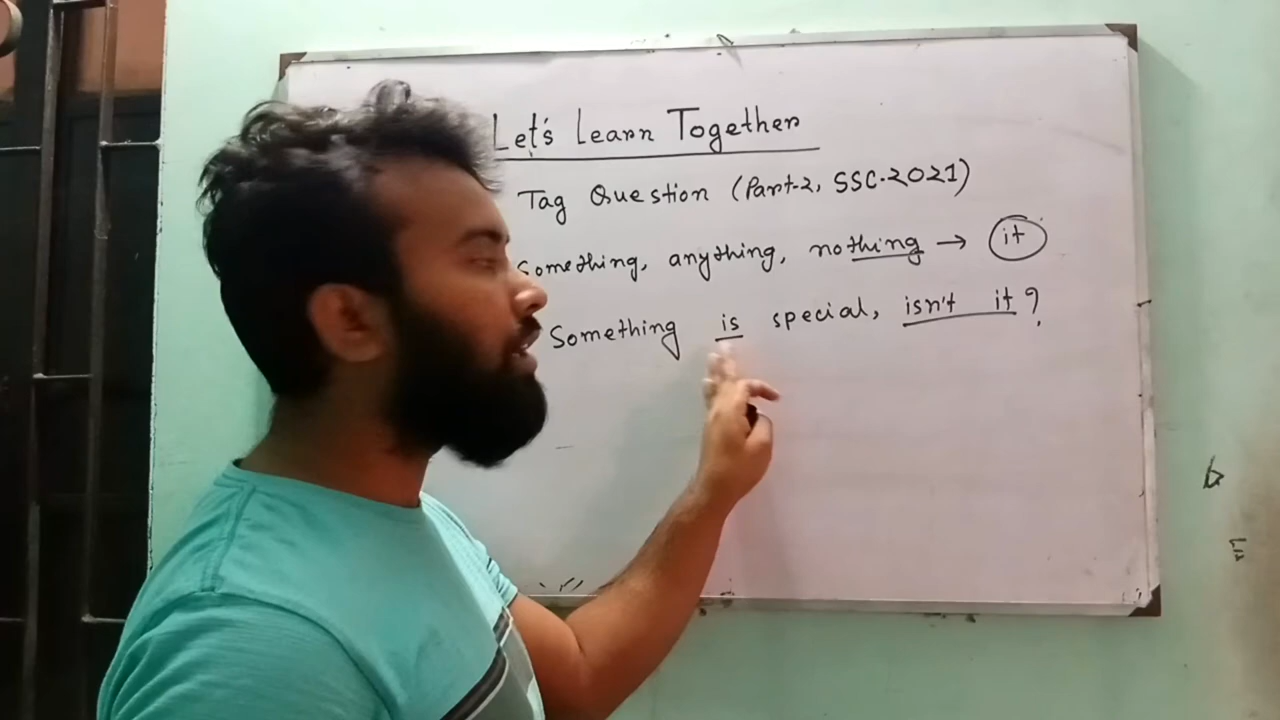 Let's Learn Together
Tag Question (Part-2, SSC-2021)
Something, anything, nothing → it
Something is special, isn't it?